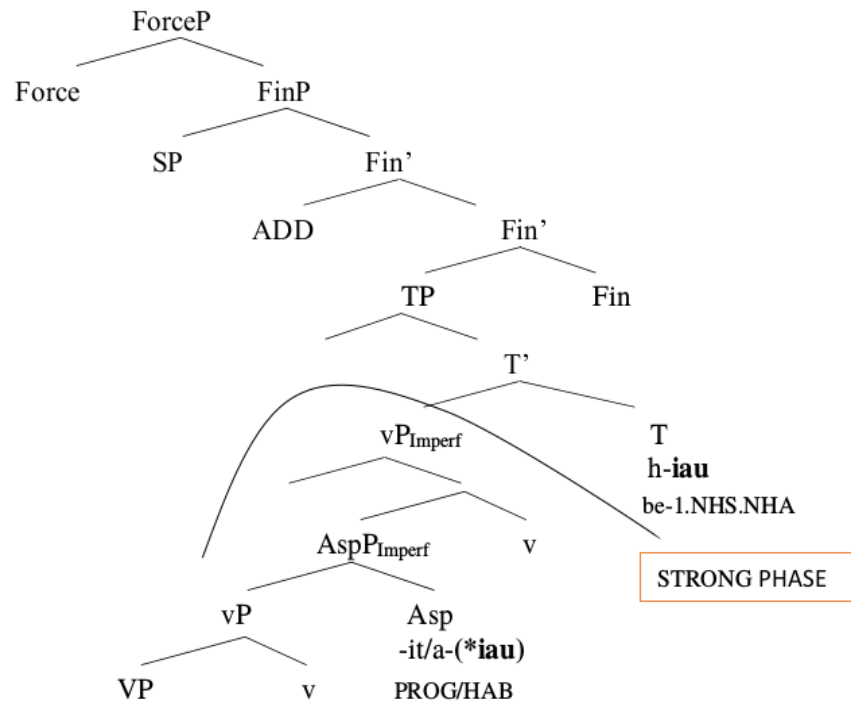 ForceP
Force FinP
SP Fin’
ADD Fin’
TP Fin
T’
vPImperf T
h-iau
be-1.NHS.NHA
AspPImperf v
STRONG PHASE
vP Asp
-it/a-(*iau)
VP v PROG/HAB